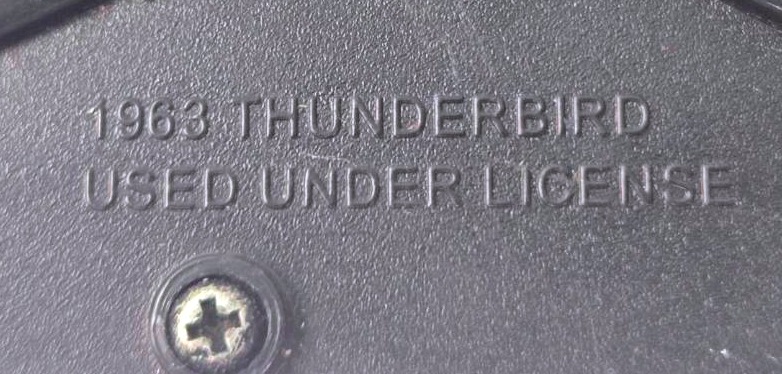 1963 THUNDERBIRD
USED UNDER LICENSE